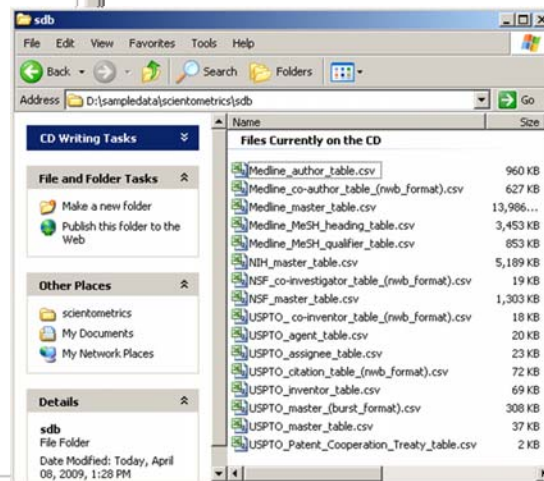 sdb
File Edit View Favorites Tools Help
Back Search Folders
Address D:\sampledata\scientometrics\sdb Go
CD Writing Tasks
File and Folder Tasks
Make a new folder
Publish this folder to the
Web
Other Places
scientometrics
My Documents
My Network Places
Details
sdb
File Folder
Date Modified: Today, April
08, 2009, 1:28 PM
Name Size
Files Currently on the CD
Medline_author_table.csv 960 KB
Medline_co-author_table_(nwb_format).csv 627 KB
Medline_master_table.csv 13,986...
Medline_MeSH_heading_table.csv 3,453 KB
Medline_MeSH_qualifier_table.csv 853 KB
NIH_master_table.csv 5,189 KB
NSF_co-investigator_table_(nwb_format).csv 19 KB
NSF_master_table.csv 1,303 KB
USPTO_ co-inventor_table_(nwb_format).csv 18 KB
USPTO_agent_table.csv 20 KB
USPTO_assignee_table.csv 23 KB
USPTO_citation_table_(nwb_format).csv 72 KB
USPTO_inventor_table.csv 69 KB
USPTO_master_(burst_format).csv 308 KB
USPTO_master_table.csv 37 KB
USPTO_Patent_Cooperation_Treaty_table.csv 2 KB